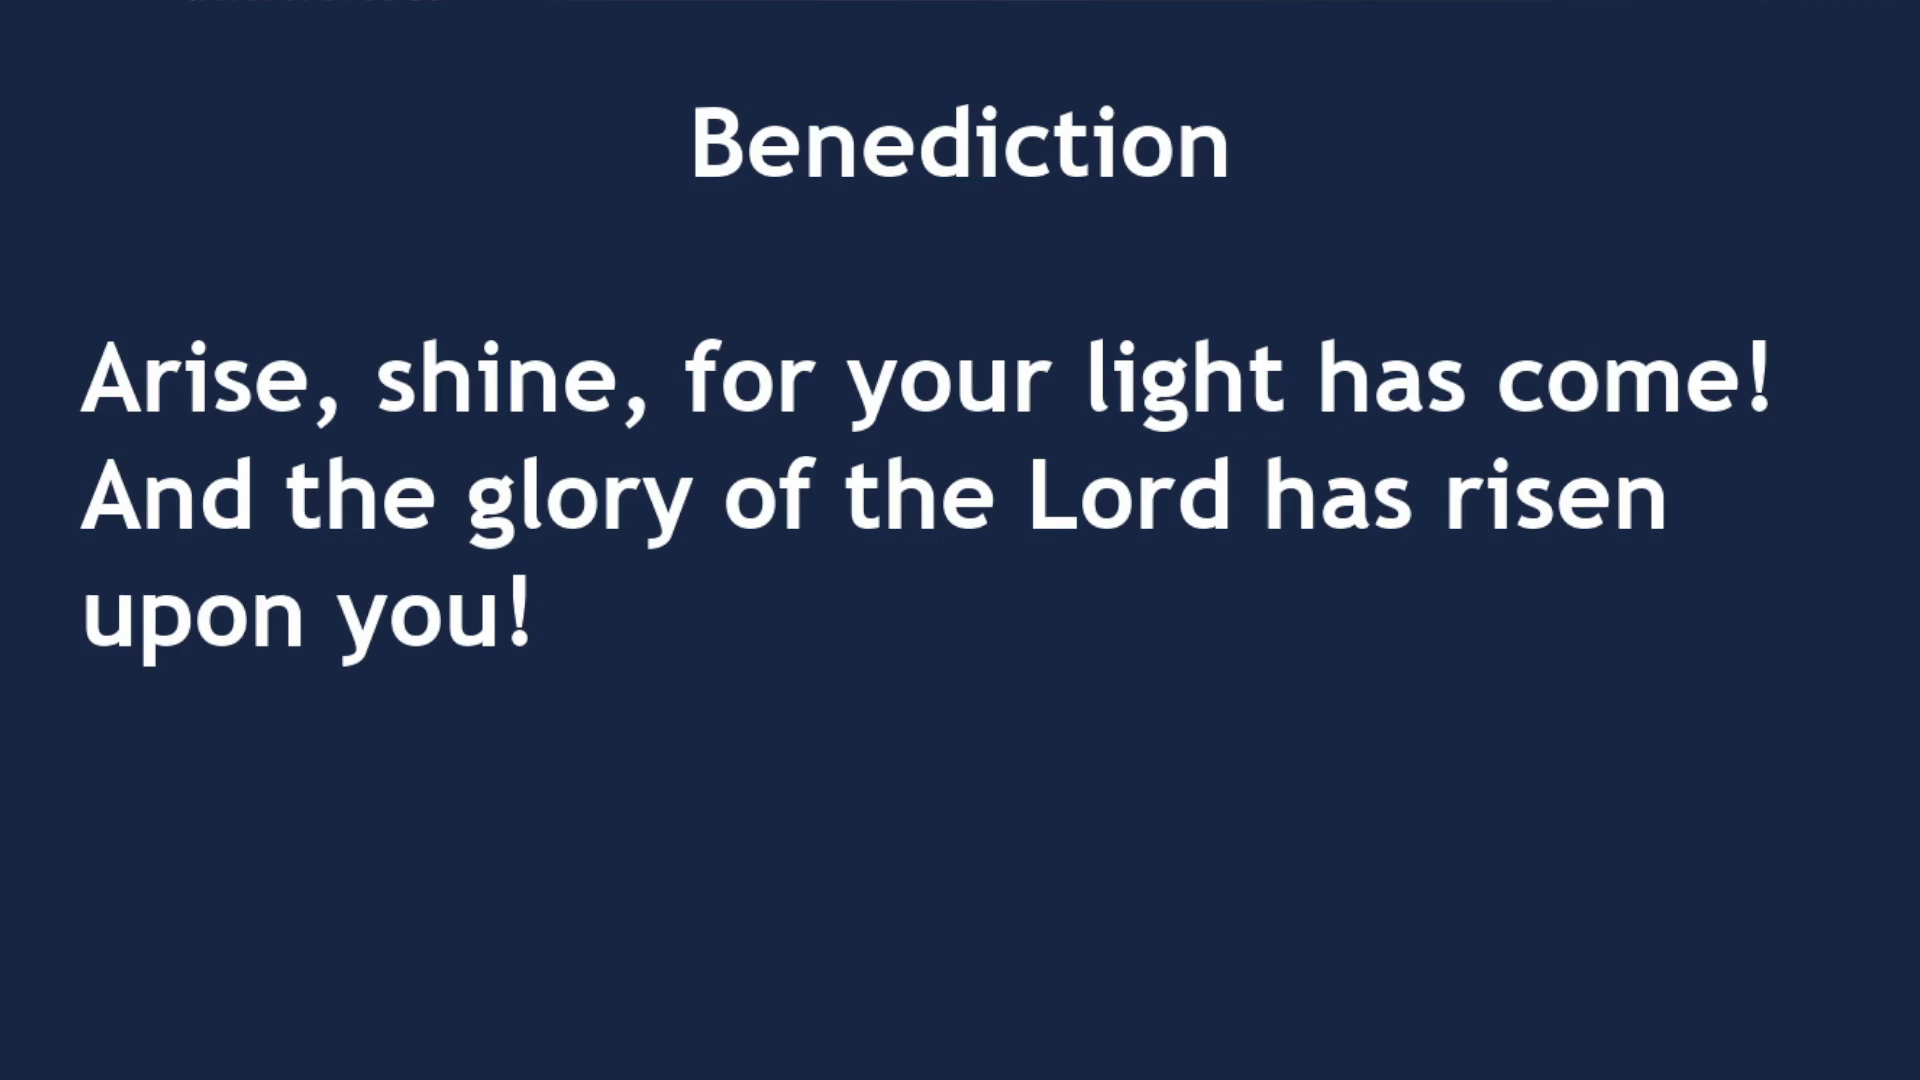 Benediction
Arise, shine, for your light has come!
And the glory of the Lord has risen
upon you!